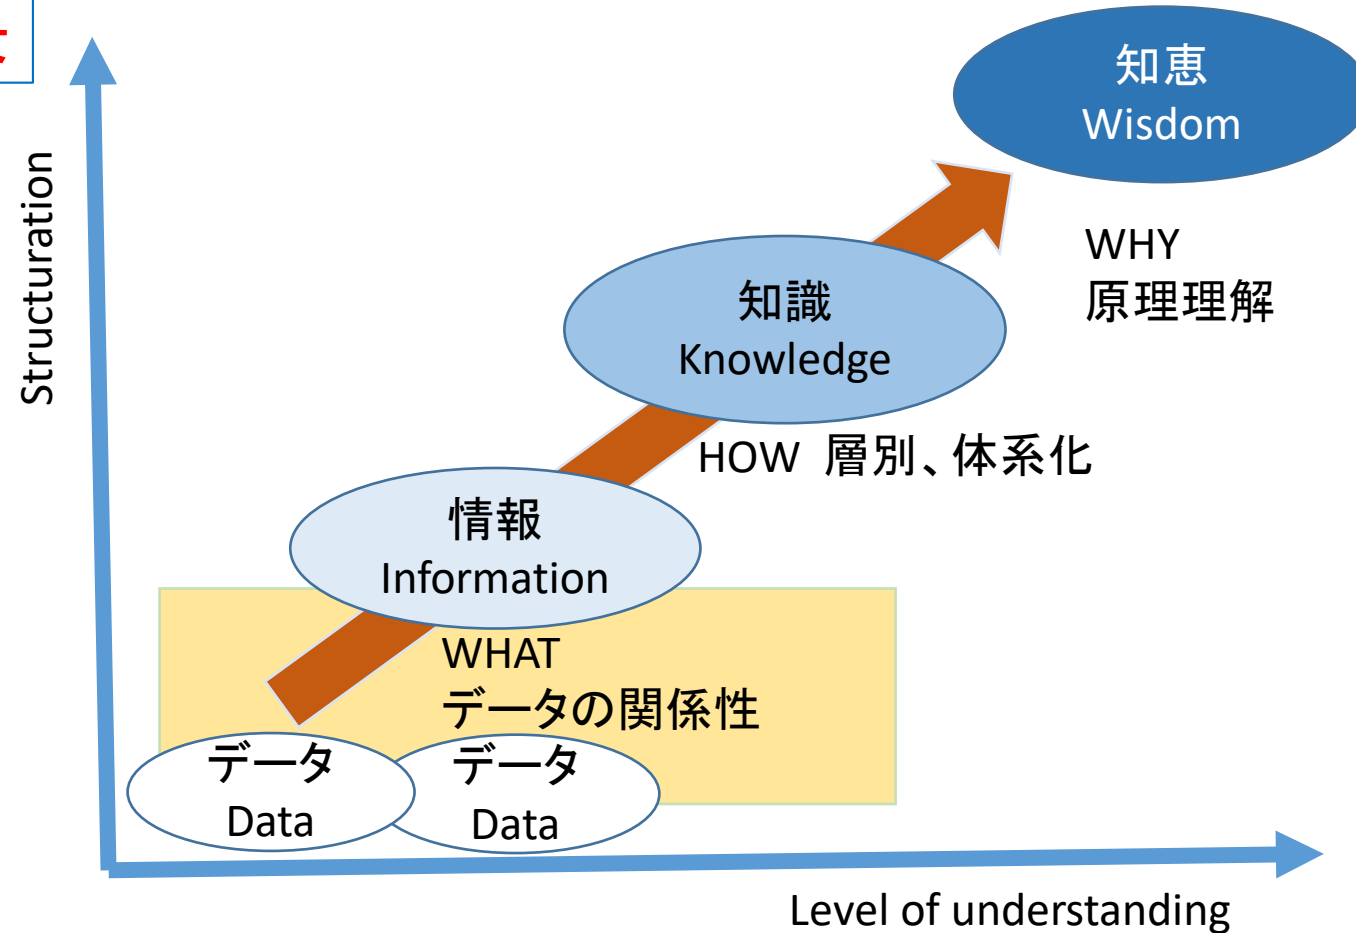 知恵
Wisdom
Structuration
WHY
原理理解
知識
Knowledge
HOW 層別、体系化
情報
Information
WHAT
データの関係性
データ
Data
データ
Data
Level of understanding